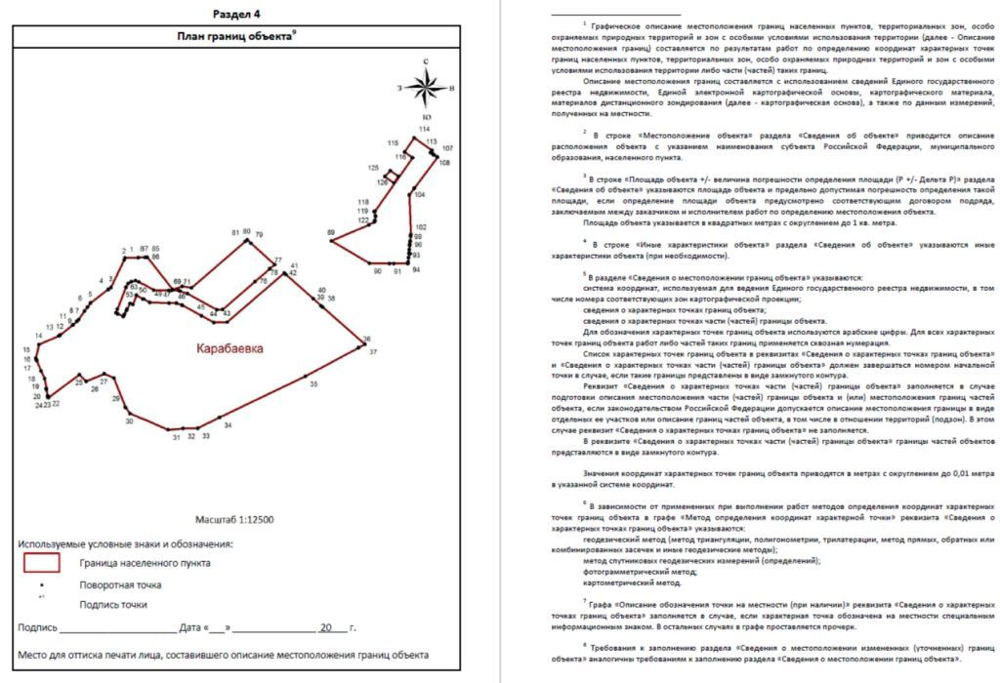 Раздел 4
План границ объекта⁹
С
З
В
Ю
114
115
113
107
116
108
125
126
104
118
119
122
102
99
96
93
94
89
90
91
81
80
79
77
78
76
41
42
2
1
87
85
86
4
3
63
50
53
49
47
69
71
46
45
44
43
40
39
38
36
37
35
34
33
32
31
30
29
27
26
25
6
5
8
7
11
9
13
12
15
16
17
18
19
20
24
23
22
Карабаевка
Масштаб 1:12500
Используемые условные знаки и обозначения:
Граница населенного пункта
Поворотная точка
Подпись точки
Подпись ____________________ Дата «___» ______________ 20___ г.
Место для оттиска печати лица, составившего описание местоположения границ объекта
¹ Графическое описание местоположения границ населенных пунктов, территориальных зон, особо
охраняемых природных территорий и зон с особыми условиями использования территории (далее - Описание
местоположения границ) составляется по результатам работ по определению координат характерных точек
границ населенных пунктов, территориальных зон, особо охраняемых природных территорий и зон с особыми
условиями использования территории либо части (частей) таких границ.
Описание местоположения границ составляется с использованием сведений Единого государственного
реестра недвижимости, Единой электронной картографической основы, картографического материала,
материалов дистанционного зондирования (далее - картографическая основа), а также по данным измерений,
полученных на местности.
² В строке «Местоположение объекта» раздела «Сведения об объекте» приводится описание
расположения объекта с указанием наименования субъекта Российской Федерации, муниципального
образования, населенного пункта.
³ В строке «Площадь объекта +/- величина погрешности определения площади (Р +/- Дельта Р)» раздела
«Сведения об объекте» указываются площадь объекта и предельно допустимая погрешность определения такой
площади, если определение площади объекта предусмотрено соответствующим договором подряда,
заключаемым между заказчиком и исполнителем работ по определению местоположения объекта.
Площадь объекта указывается в квадратных метрах с округлением до 1 кв. метра.
⁴ В строке «Иные характеристики объекта» раздела «Сведения об объекте» указываются иные
характеристики объекта (при необходимости).
⁵ В разделе «Сведения о местоположении границ объекта» указываются:
система координат, используемая для ведения Единого государственного реестра недвижимости, в том
числе номера соответствующих зон картографической проекции;
сведения о характерных точках границ объекта;
сведения о характерных точках части (частей) границы объекта.
Для обозначения характерных точек границ объекта используются арабские цифры. Для всех характерных
точек границ объекта работ либо частей таких границ применяется сквозная нумерация.
Список характерных точек границ объекта в реквизитах «Сведения о характерных точках границ объекта»
и «Сведения о характерных точках части (частей) границы объекта» должен завершаться номером начальной
точки в случае, если такие границы представлены в виде замкнутого контура.
Реквизит «Сведения о характерных точках части (частей) границы объекта» заполняется в случае
подготовки описания местоположения части (частей) границы объекта и (или) местоположения границ частей
объекта, если законодательством Российской Федерации допускается описание местоположения границы в виде
отдельных ее участков или описание границ частей объекта, в том числе в отношении территорий (подзон). В этом
случае реквизит «Сведения о характерных точках границ объекта» не заполняется.
В реквизите «Сведения о характерных точках части (частей) границы объекта» границы частей объектов
представляются в виде замкнутого контура.
Значения координат характерных точек границ объекта приводятся в метрах с округлением до 0,01 метра
в указанной системе координат.
⁶ В зависимости от примененных при выполнении работ методов определения координат характерных
точек границ объекта в графе «Метод определения координат характерной точки» реквизита «Сведения о
характерных точках границ объекта» указываются:
геодезический метод (метод триангуляции, полигонометрии, трилатерации, метод прямых, обратных или
комбинированных засечек и иные геодезические методы);
метод спутниковых геодезических измерений (определений);
фотограмметрический метод;
картометрический метод.
⁷ Графа «Описание обозначения точки на местности (при наличии)» реквизита «Сведения о характерных
точках границ объекта» заполняется в случае, если характерная точка обозначена на местности специальным
информационным знаком. В остальных случаях в графе проставляется прочерк.
⁸ Требования к заполнению раздела «Сведения о местоположении измененных (уточненных) границ
объекта» аналогичны требованиям к заполнению раздела «Сведения о местоположении границ объекта».